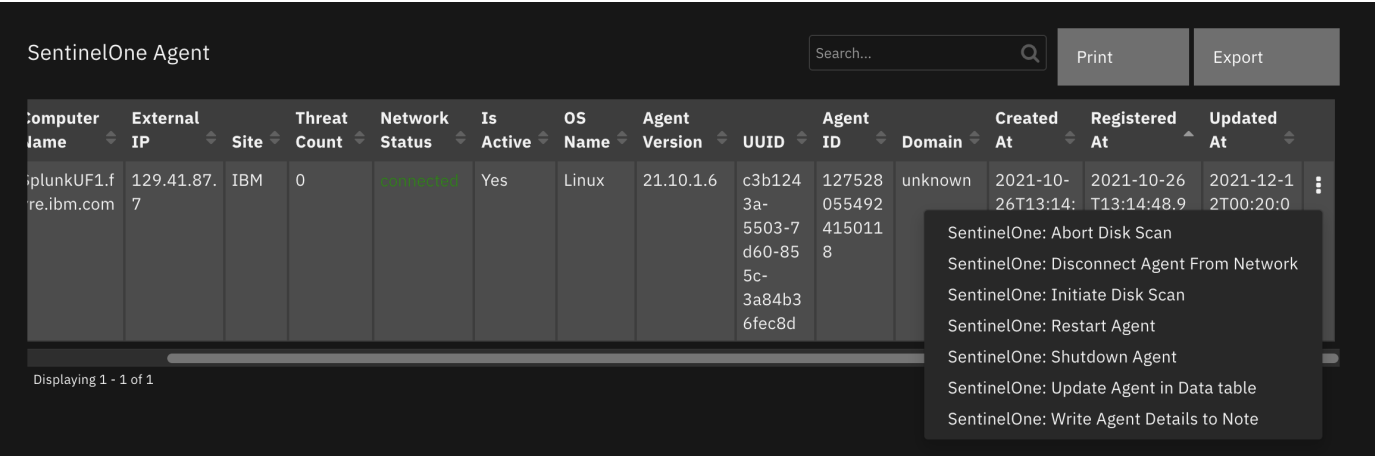 SentinelOne Agent
Search...
Print
Export
Computer Name
External IP
Site
Threat Count
Network Status
Is Active
OS Name
Agent Version
UUID
Agent ID
Domain
Created At
Registered At
Updated At
SplunkUF1.f
re.ibm.com
129.41.87.
7
IBM
0
connected
Yes
Linux
21.10.1.6
c3b124
3a-
5503-7
d60-85
5c-
3a84b3
6fec8d
127528
055492
415011
8
unknown
2021-10-
26T13:14:
2021-10-26
T13:14:48.9
2021-12-1
2T00:20:0
SentinelOne: Abort Disk Scan
SentinelOne: Disconnect Agent From Network
SentinelOne: Initiate Disk Scan
SentinelOne: Restart Agent
SentinelOne: Shutdown Agent
SentinelOne: Update Agent in Data table
SentinelOne: Write Agent Details to Note
Displaying 1 - 1 of 1